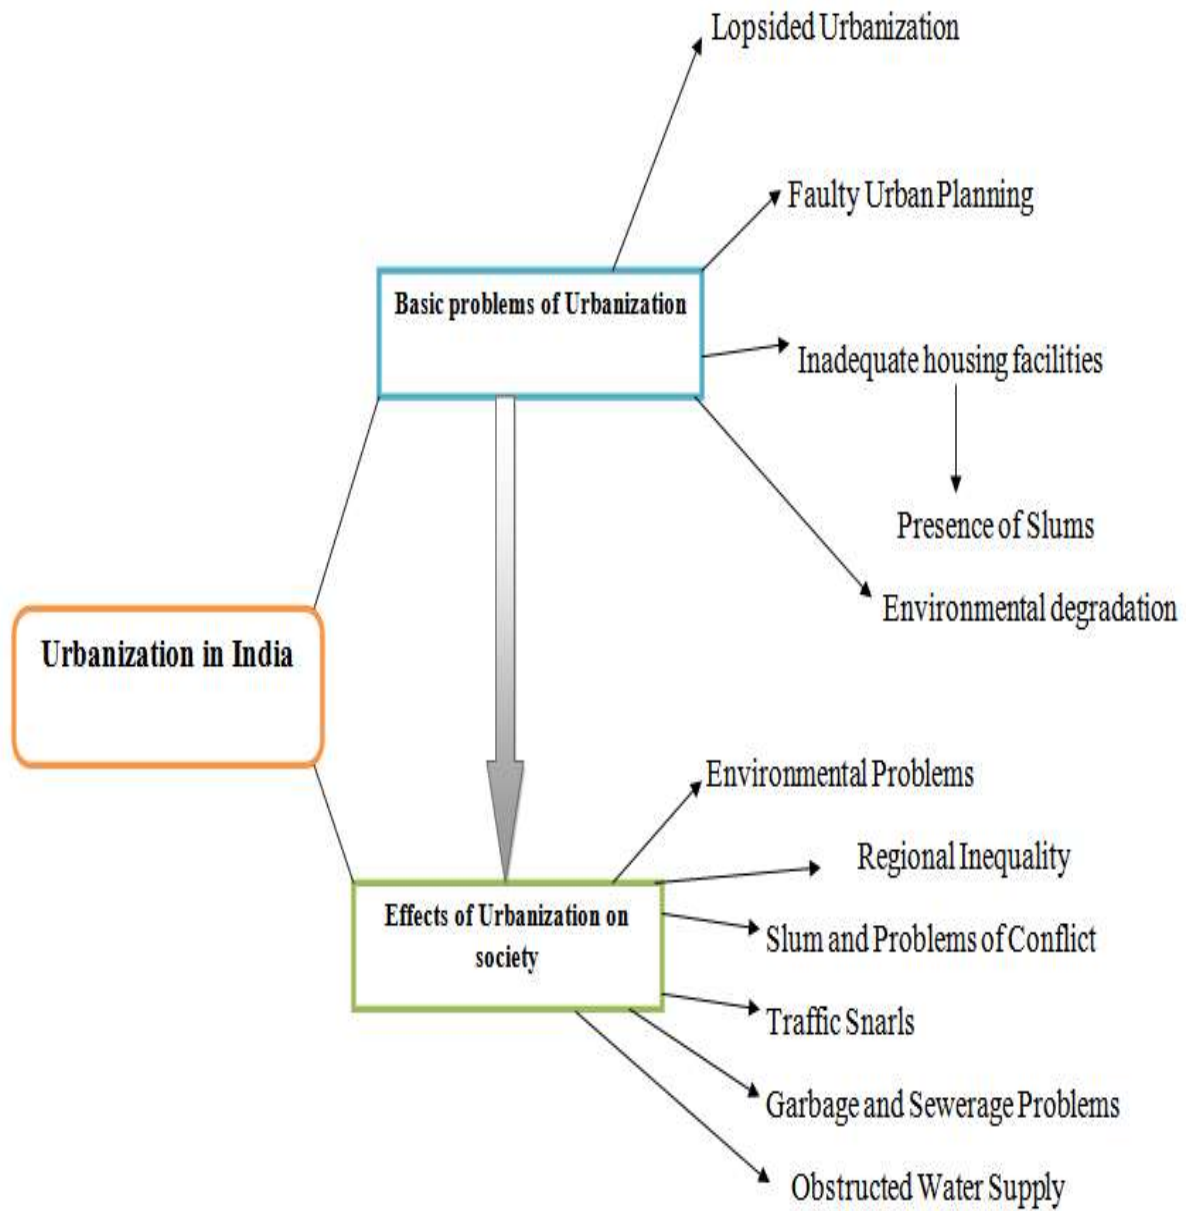 Lopsided Urbanization
Faulty Urban Planning
Basic problems of Urbanization
Inadequate housing facilities
Presence of Slums
Environmental degradation
Urbanization in India
Environmental Problems
Regional Inequality
Effects of Urbanization on
society
Slum and Problems of Conflict
Traffic Snarls
Garbage and Sewerage Problems
Obstructed Water Supply